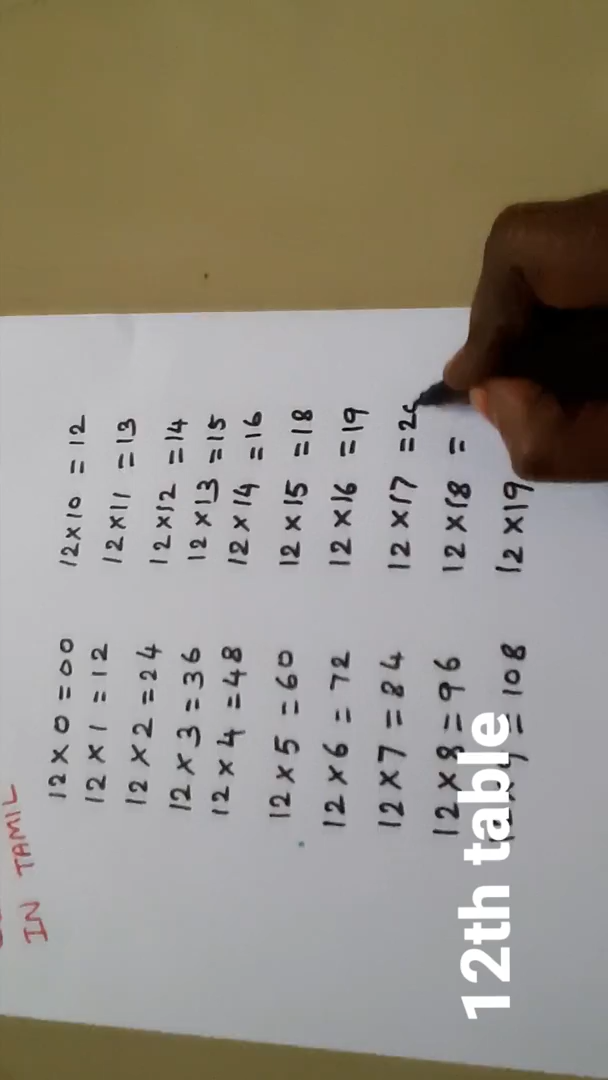 IN TAMIL
12 x 0 = 00
12 x 1 = 12
12 x 2 = 24
12 x 3 = 36
12 x 4 = 48
12 x 5 = 60
12 x 6 = 72
12 x 7 = 84
12 x 8 = 96
= 108
12 x 10 = 12
12 x 11 = 13
12 x 12 = 14
12 x 13 = 15
12 x 14 = 16
12 x 15 = 18
12 x 16 = 19
12 x 17 = 2
12 x 18 =
12 x 19
12th table